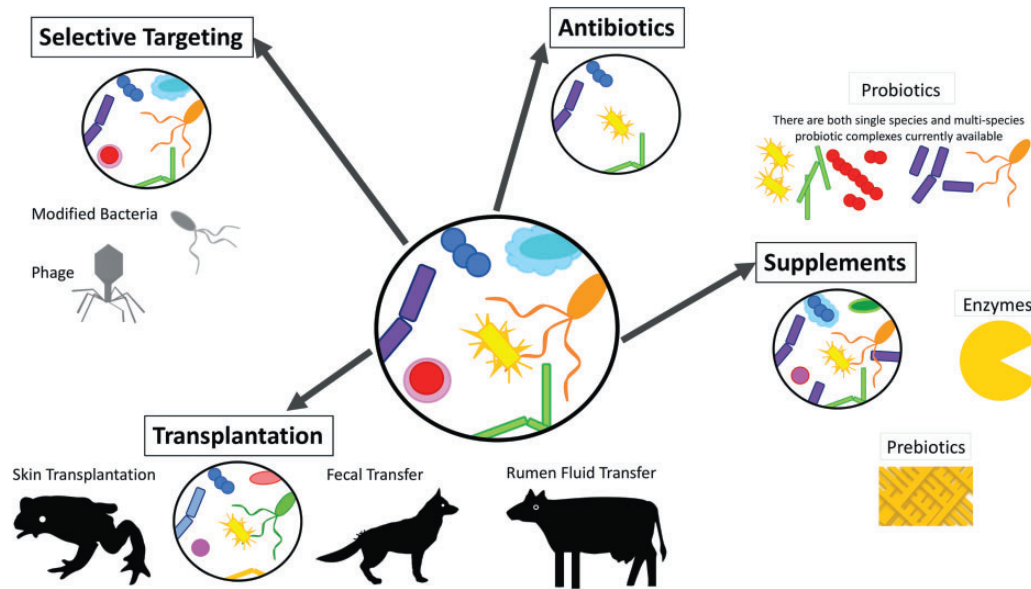 Selective Targeting
Antibiotics
Probiotics
There are both single species and multi-species
probiotic complexes currently available
Modified Bacteria
Phage
Supplements
Enzymes
Transplantation
Prebiotics
Skin Transplantation
Fecal Transfer
Rumen Fluid Transfer